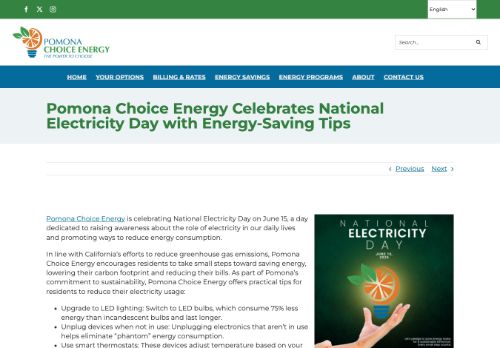 English
POMONA
CHOICE ENERGY
THE POWER TO CHOOSE
Search...
HOME YOUR OPTIONS BILLING & RATES ENERGY SAVINGS ENERGY PROGRAMS ABOUT CONTACT US
Pomona Choice Energy Celebrates National
Electricity Day with Energy-Saving Tips
Previous Next
Pomona Choice Energy is celebrating National Electricity Day on June 15, a day
dedicated to raising awareness about the role of electricity in our daily lives
and promoting ways to reduce energy consumption.
In line with California's efforts to reduce greenhouse gas emissions, Pomona
Choice Energy encourages residents to take small steps toward saving energy,
lowering their carbon footprint and reducing their bills. As part of Pomona's
commitment to sustainability, Pomona Choice Energy offers practical tips for
residents to reduce their electricity usage:
• Upgrade to LED lighting: Switch to LED bulbs, which consume 75% less
energy than incandescent bulbs and last longer.
• Unplug devices when not in use: Unplugging electronics that aren't in use
helps eliminate "phantom" energy consumption.
• Use smart thermostats: These devices adjust temperature based on your
NATIONAL
ELECTRICITY
DAY